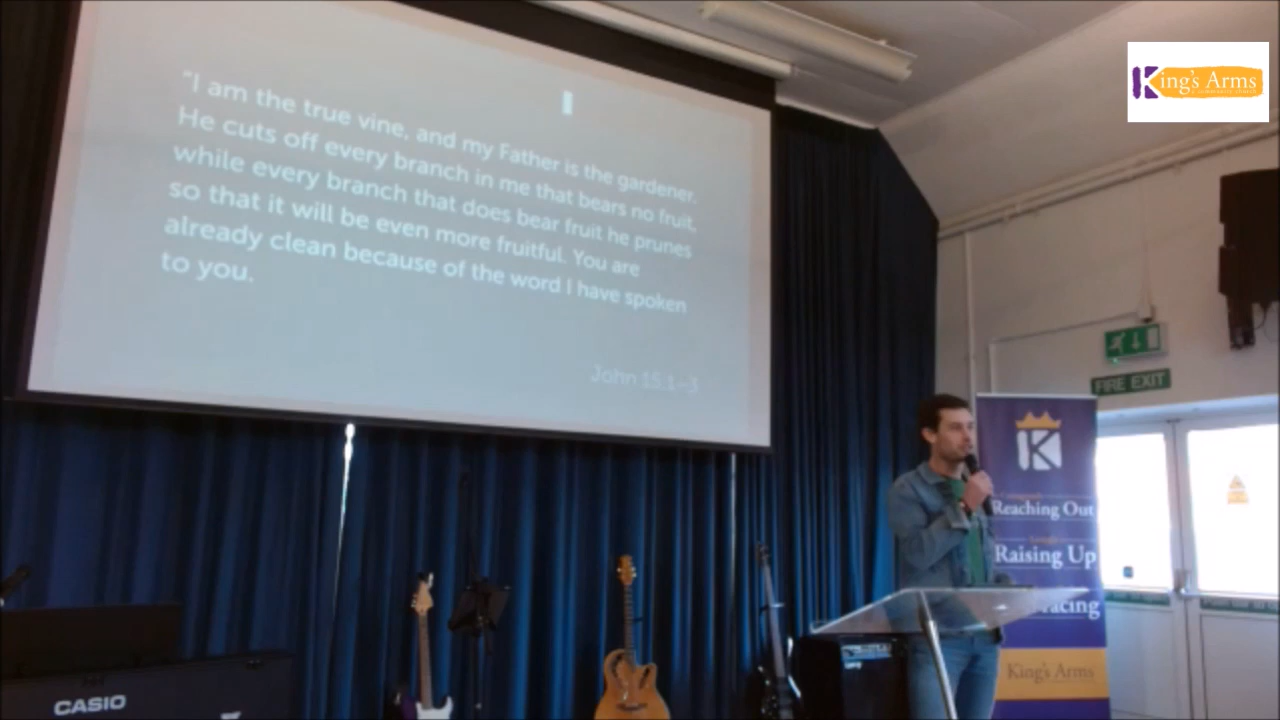 "I am the true vine, and my Father is the gardener.
He cuts off every branch in me that bears no fruit,
while every branch that does bear fruit he prunes
so that it will be even more fruitful. You are
already clean because of the word I have spoken
to you.
John 15:1-3
King's Arms
community church
FIRE EXIT
K
Reaching Out
Raising Up
King's Arms
CASIO